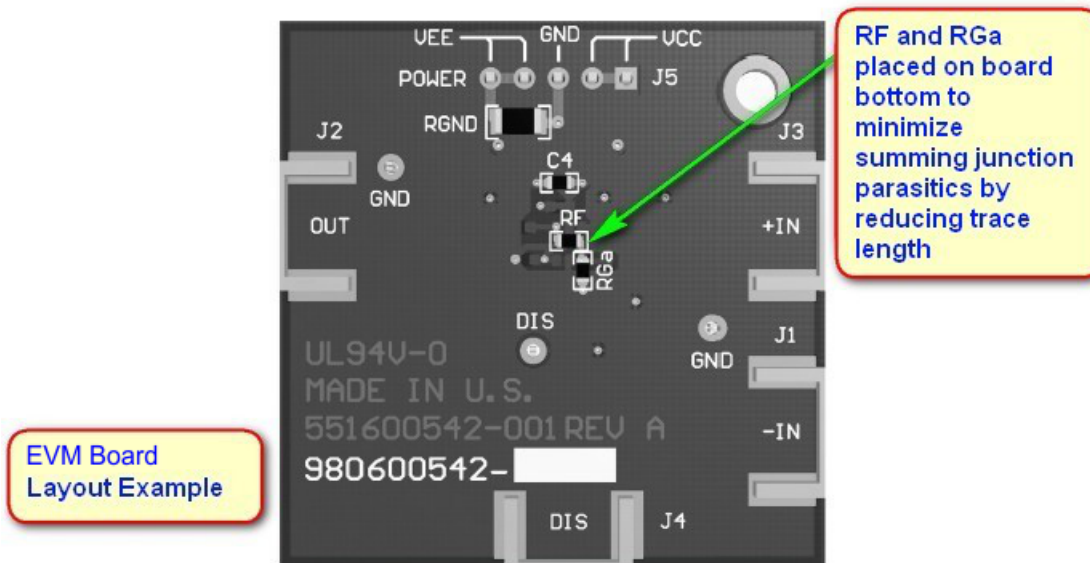 VEE
GND
VCC
POWER
J5
RGND
J2
J3
C4
GND
OUT
RF
+IN
RGa
DIS
GND
J1
UL94V-0
MADE IN U.S.
551600542-001 REV A
-IN
980600542-
DIS
J4
RF and RGa
placed on board
bottom to
minimize
summing junction
parasitics by
reducing trace
length
EVM Board
Layout Example